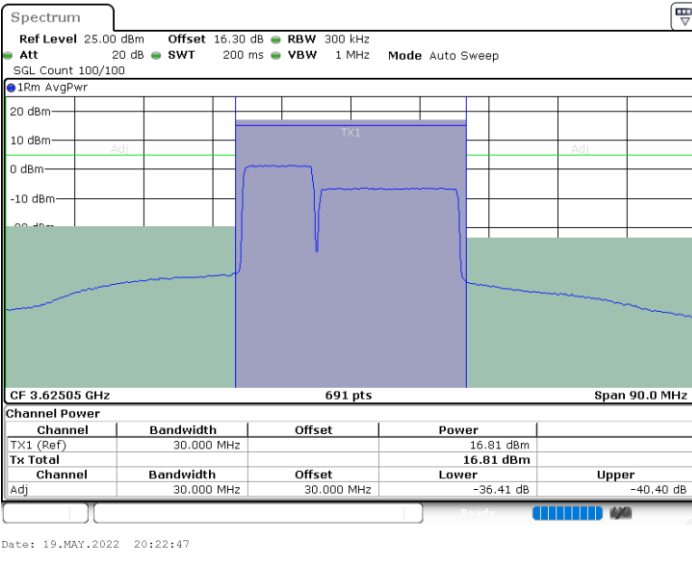 Spectrum
Ref Level 25.00 dBm Offset 16.30 dB RBW 300 kHz
Att 20 dB SWT 200 ms VBW 1 MHz Mode Auto Sweep
SGL Count 100/100
1Rm AvgPwr
20 dBm
TX1
10 dBm
Adj Adj
0 dBm
-10 dBm
CF 3.62505 GHz 691 pts Span 90.0 MHz
Channel Power
Channel Bandwidth Offset Power
TX1 (Ref) 30.000 MHz 16.81 dBm
Tx Total 16.81 dBm
Channel Bandwidth Offset Lower Upper
Adj 30.000 MHz 30.000 MHz -36.41 dB -40.40 dB
Date: 19.MAY.2022 20:22:47